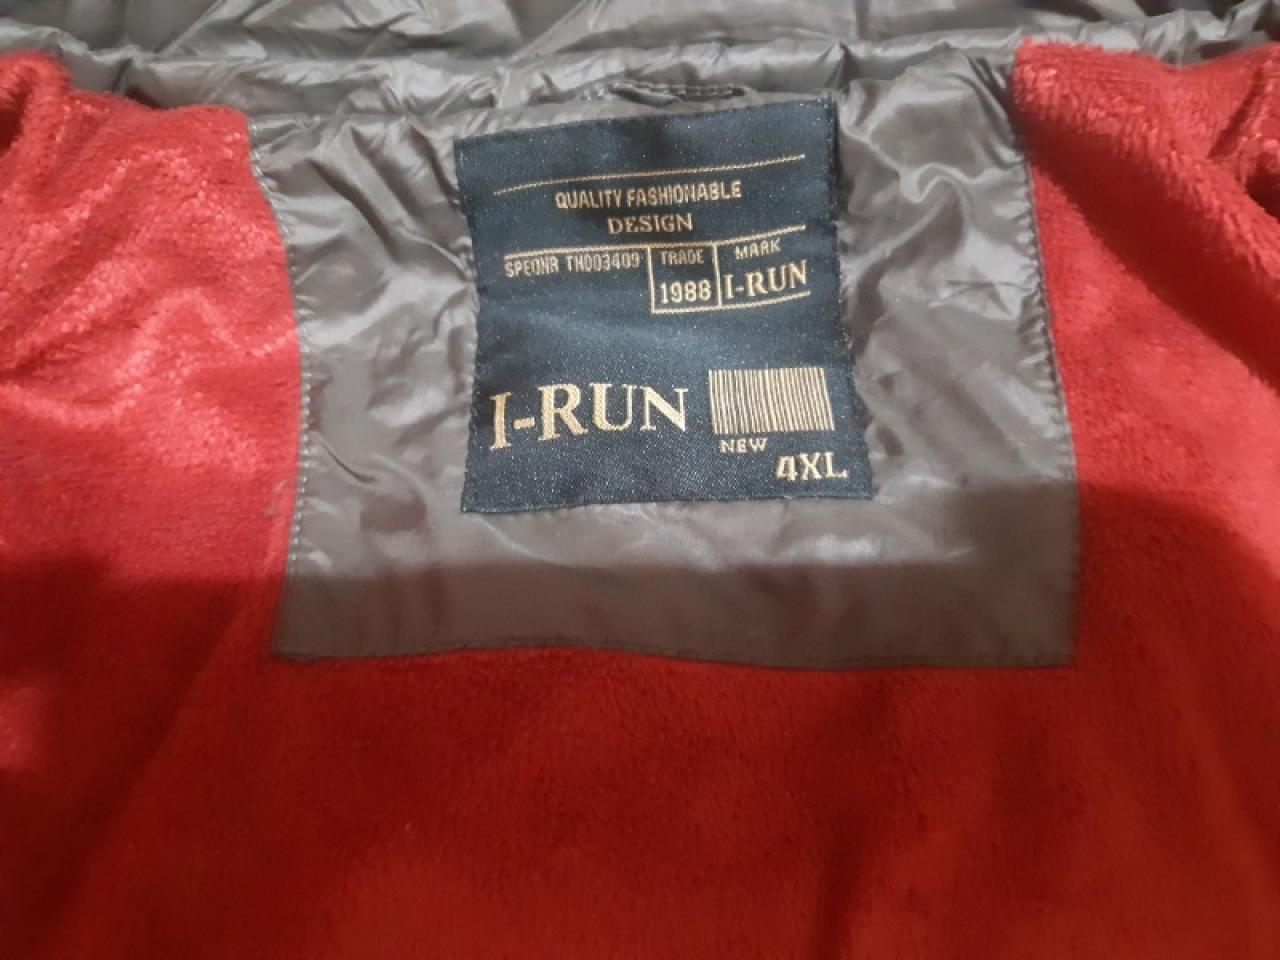 QUALITY FASHIONABLE
DESIGN
SPEONR TH003409 TRADE MARK
1988 I-RUN
I-RUN
NEW
4XL